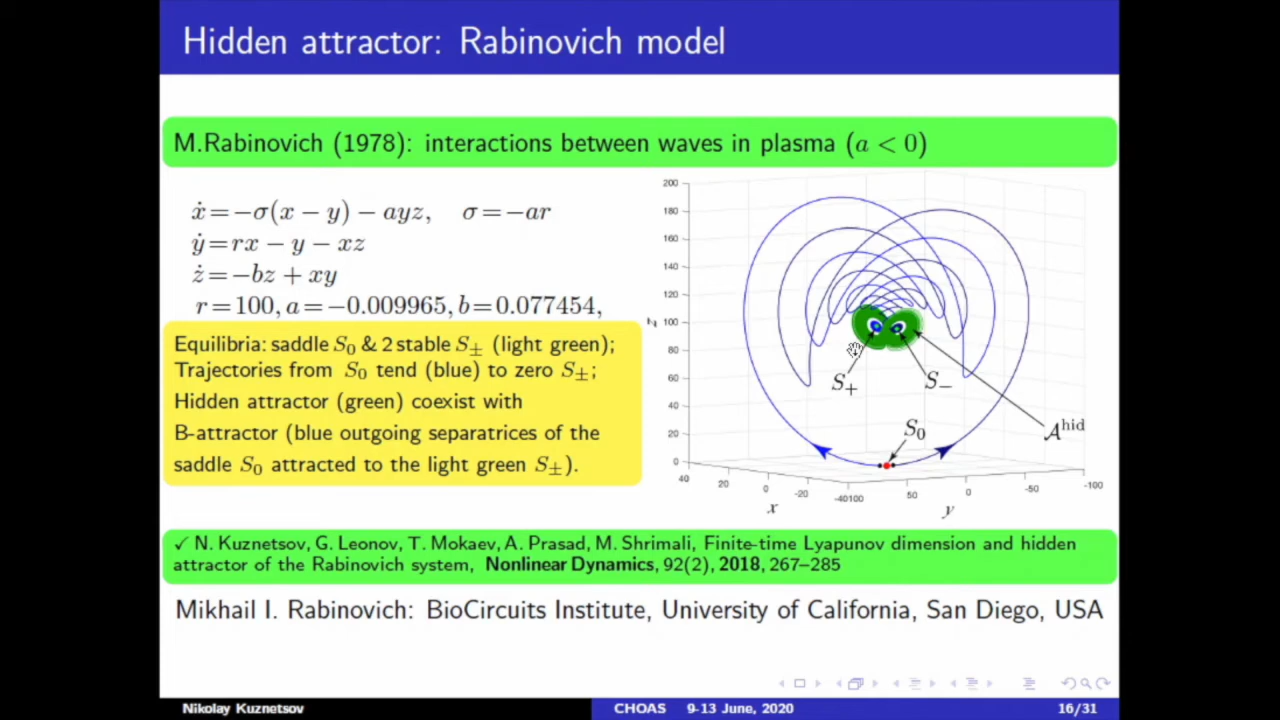 Hidden attractor: Rabinovich model
M.Rabinovich (1978): interactions between waves in plasma (a < 0)
ẋ=−σ(x − y) − ayz, σ=−ar
ẏ=rx − y − xz
ż=−bz + xy
r=100, a=−0.009965, b=0.077454,
Equilibria: saddle S₀ & 2 stable S± (light green);
Trajectories from S₀ tend (blue) to zero S±;
Hidden attractor (green) coexist with
B-attractor (blue outgoing separatrices of the
saddle S₀ attracted to the light green S±).
200
180
160
140
120
100
80
60
40
20
0
z
40
20
0
-20
-40100
50
0
-50
-100
x
y
S₊
S₋
S₀
𝒜hid
✓ N. Kuznetsov, G. Leonov, T. Mokaev, A. Prasad, M. Shrimali, Finite-time Lyapunov dimension and hidden
attractor of the Rabinovich system, Nonlinear Dynamics, 92(2), 2018, 267–285
Mikhail I. Rabinovich: BioCircuits Institute, University of California, San Diego, USA
Nikolay Kuznetsov
CHOAS 9-13 June, 2020
16/31